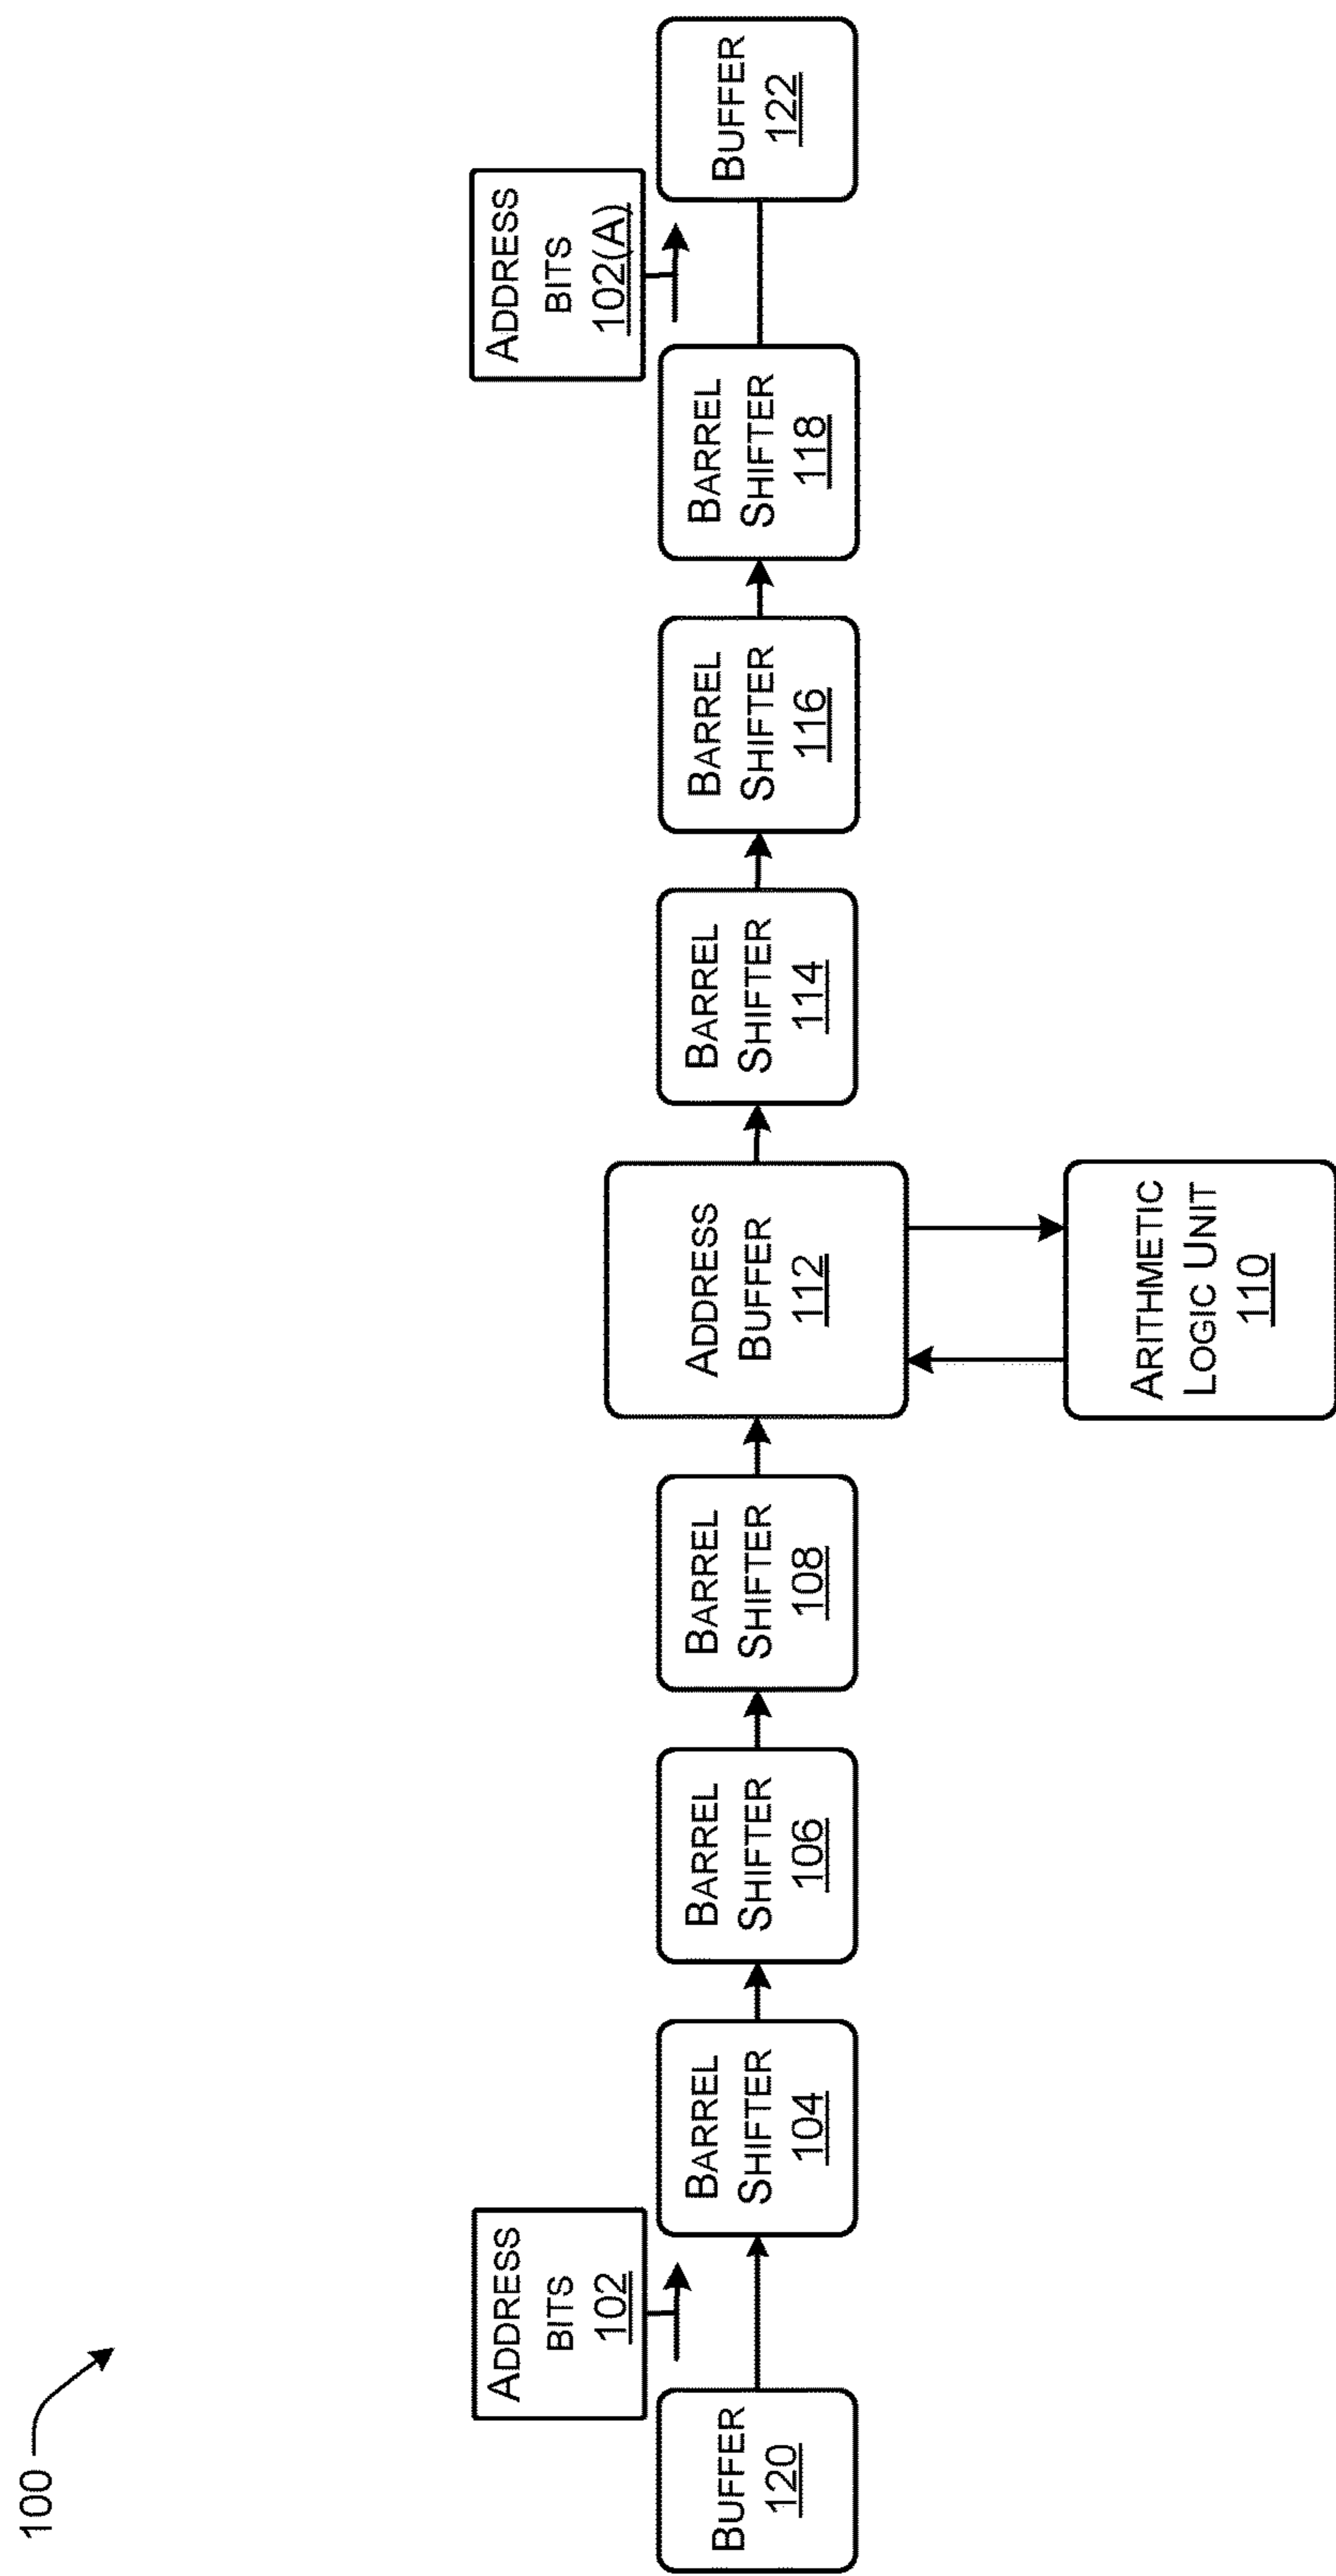 100
BUFFER
120
ADDRESS
BITS
102
BARREL
SHIFTER
104
BARREL
SHIFTER
106
BARREL
SHIFTER
108
ADDRESS
BUFFER
112
ARITHMETIC
LOGIC UNIT
110
BARREL
SHIFTER
114
BARREL
SHIFTER
116
BARREL
SHIFTER
118
ADDRESS
BITS
102(A)
BUFFER
122